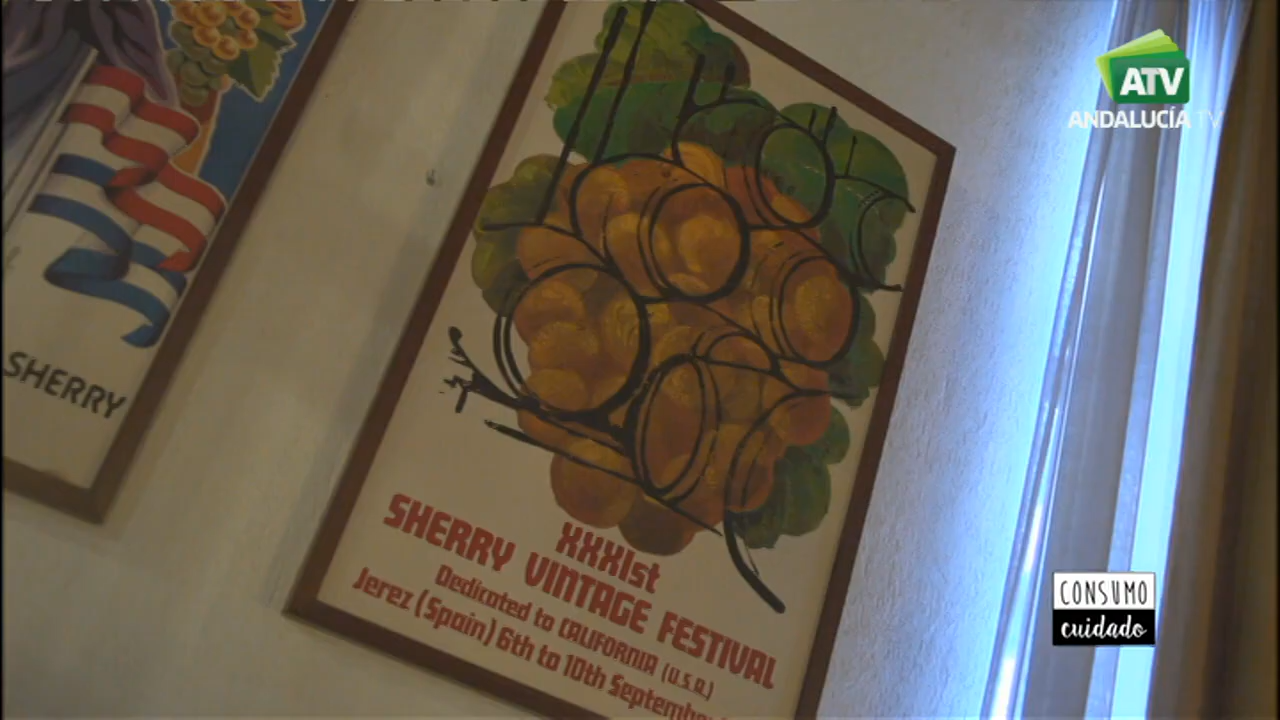 ATV
ANDALUCÍA TV
SHERRY
XXXIst
SHERRY VINTAGE FESTIVAL
Dedicated to CALIFORNIA (U.S.A.)
Jerez (Spain) 6th to 10th September
CONSUMO
cuidado